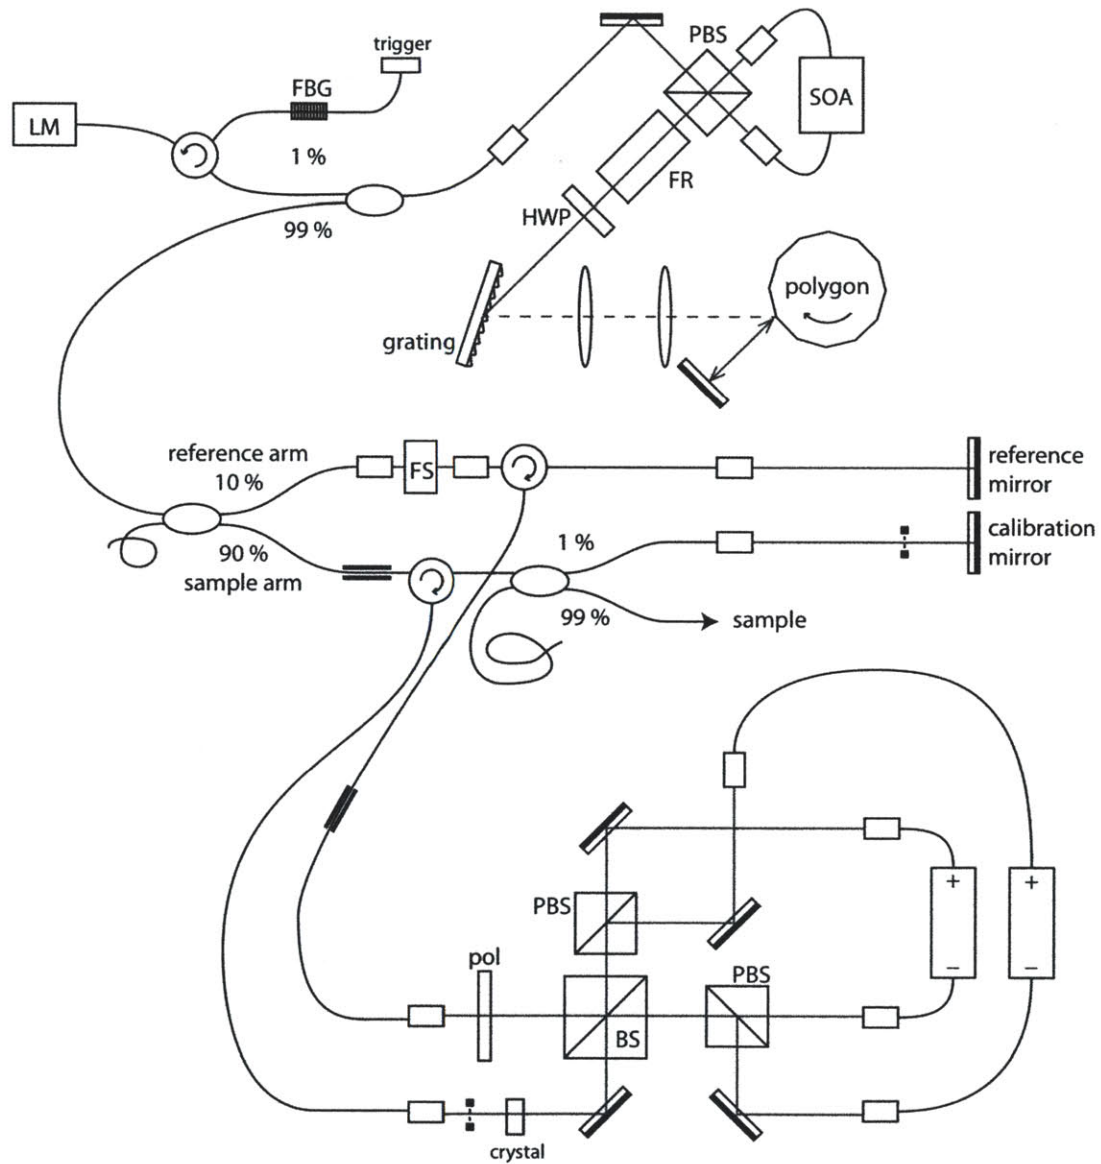 trigger
PBS
FBG
SOA
LM
1 %
FR
HWP
99 %
polygon
grating
reference arm
10 %
FS
reference
mirror
90 %
sample arm
1 %
calibration
mirror
99 %
sample
PBS
+
+
pol
PBS
−
−
BS
crystal